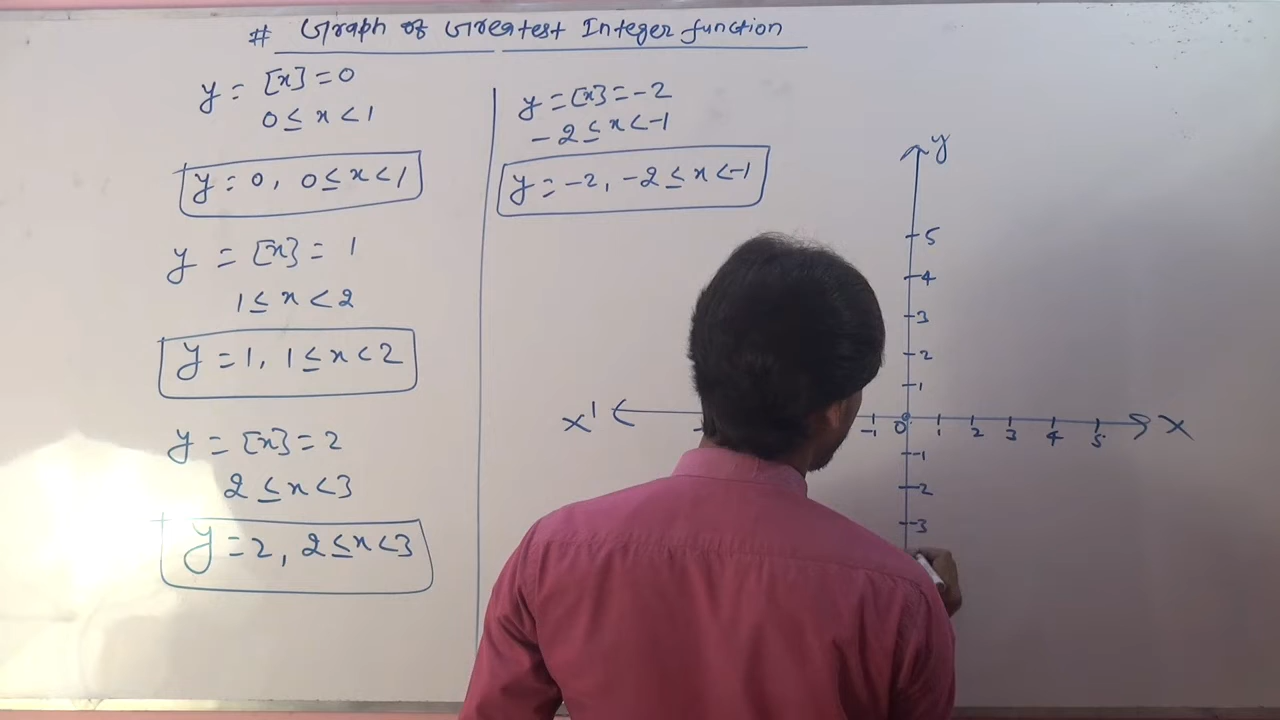 # Graph of Greatest Integer function
y = [x] = 0
0 ≤ x < 1
y = 0, 0 ≤ x < 1
y = [x] = 1
1 ≤ x < 2
y = 1, 1 ≤ x < 2
y = [x] = 2
2 ≤ x < 3
y = 2, 2 ≤ x < 3
y = [x] = -2
-2 ≤ x < -1
y = -2, -2 ≤ x < -1
y
5
4
3
2
1
X' -1 0 1 2 3 4 5 X
-1
-2
-3